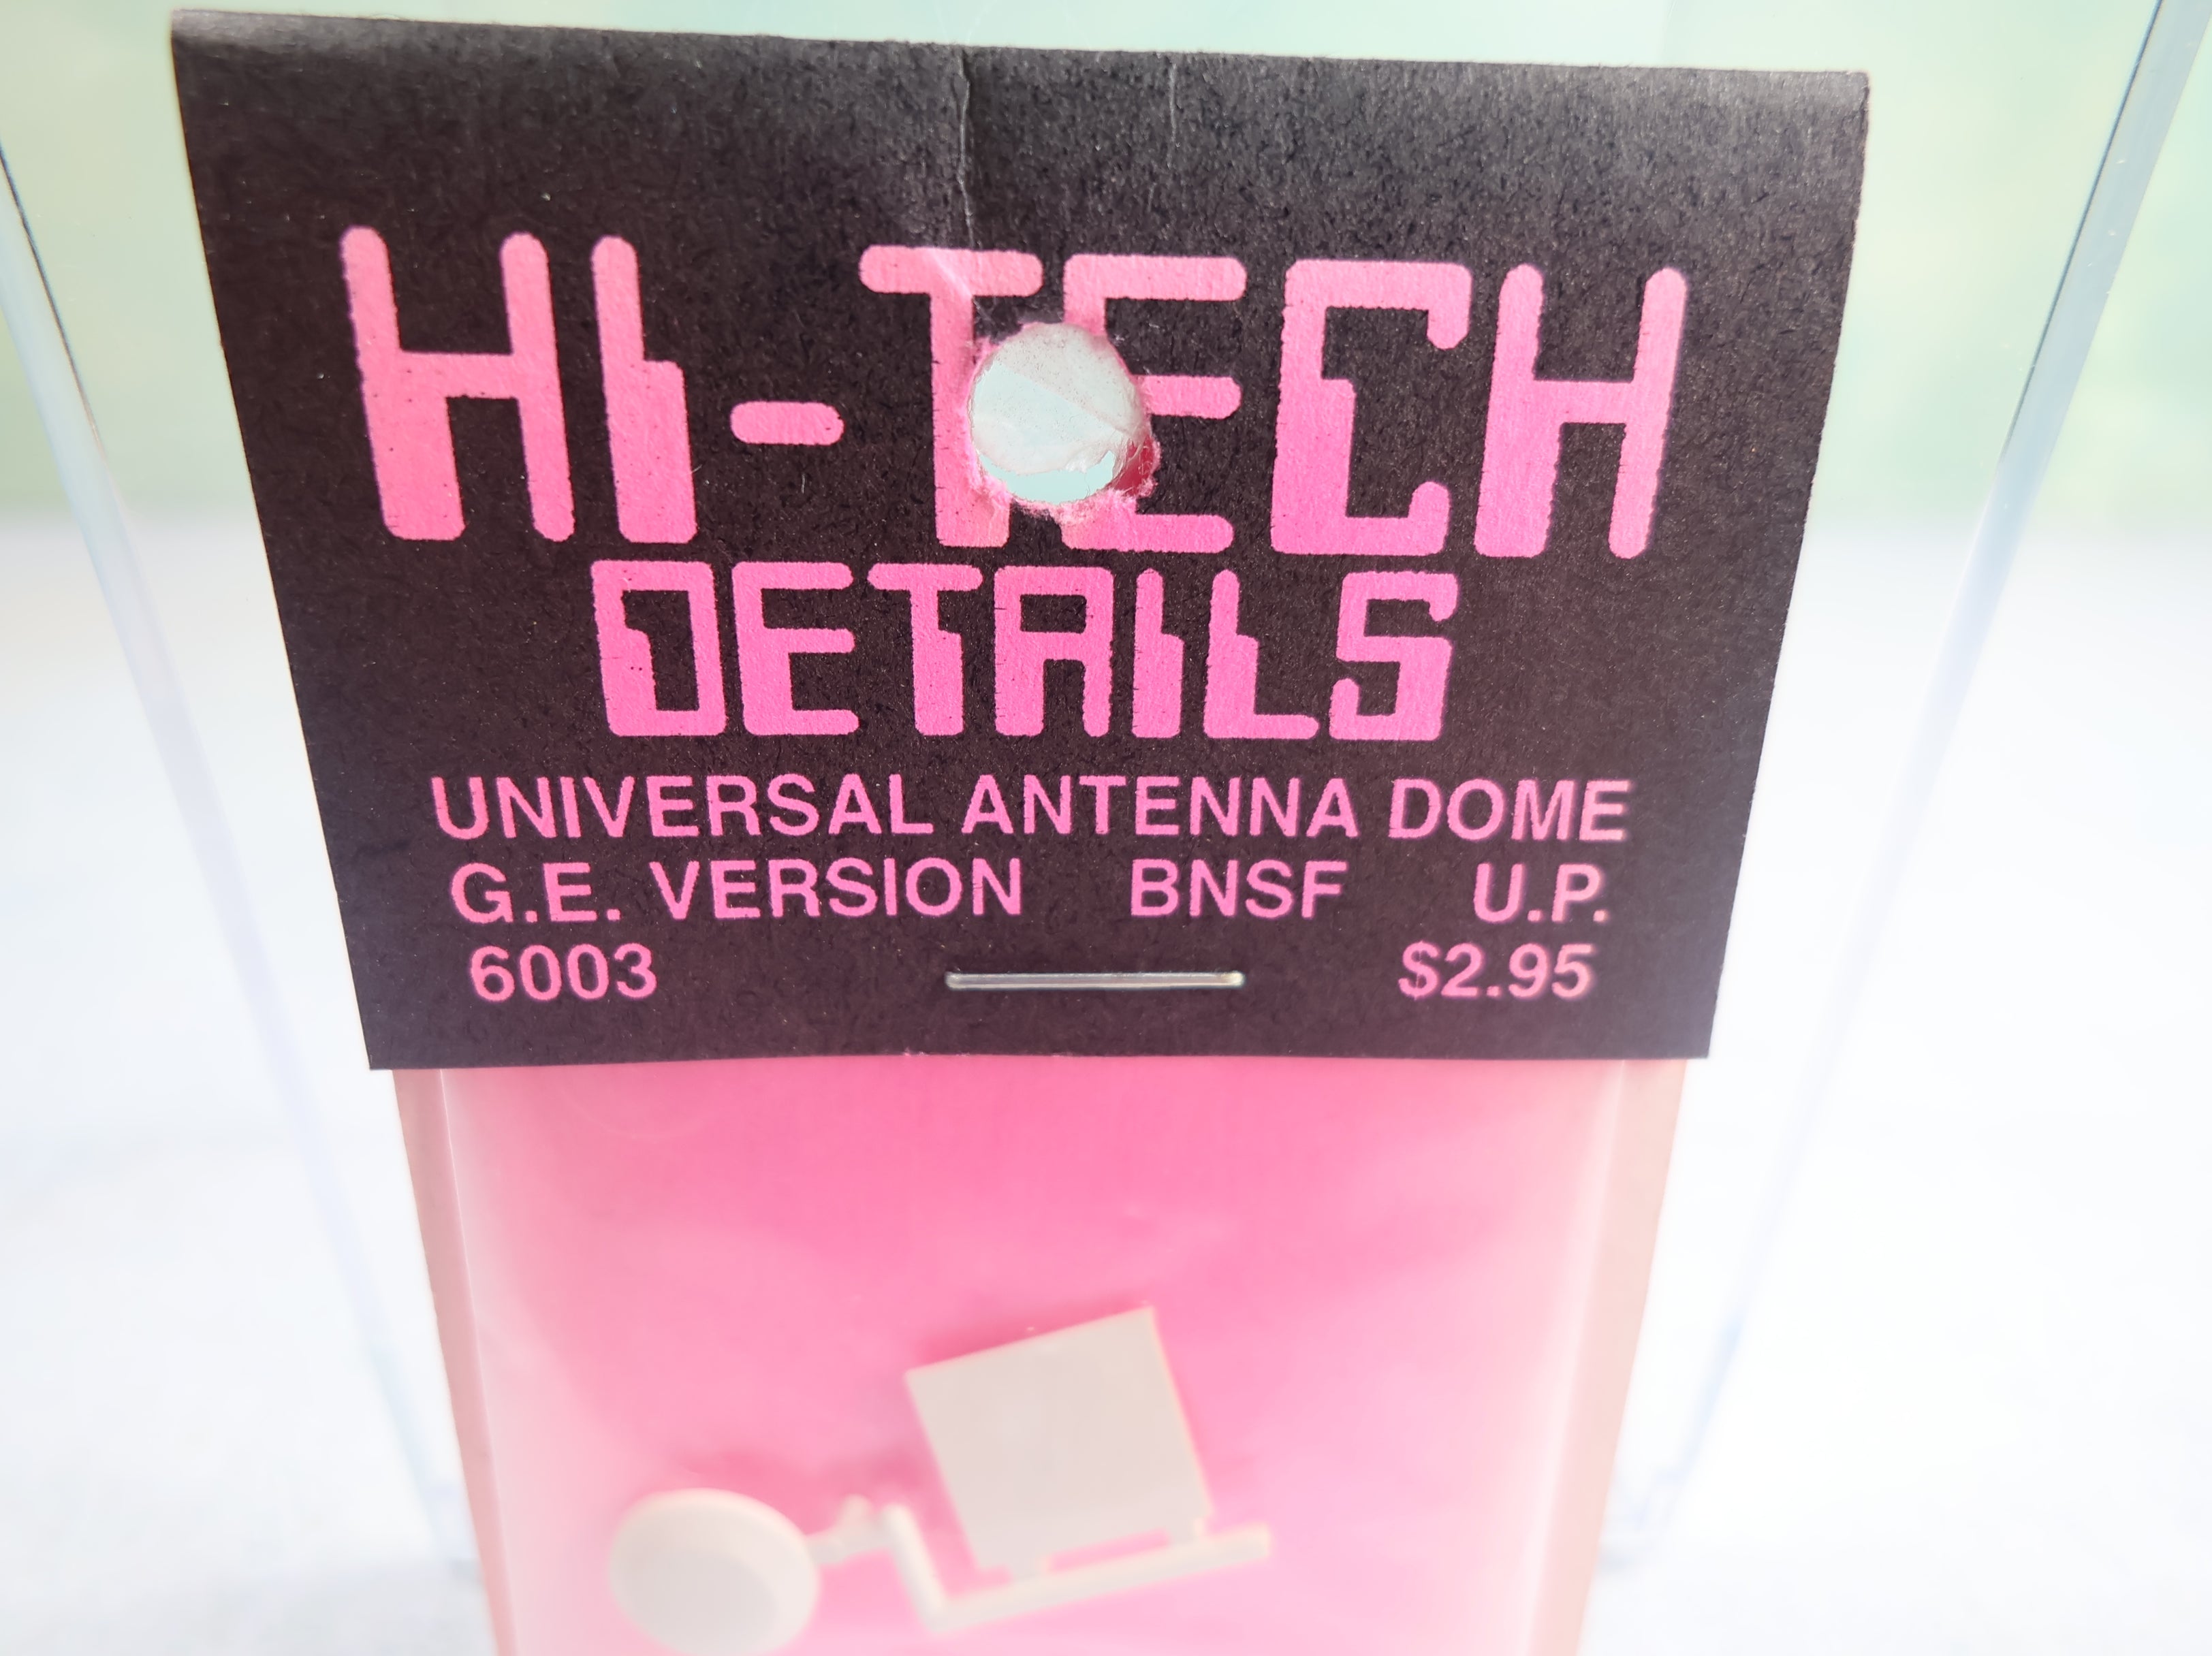 HI-TECH
DETAILS
UNIVERSAL ANTENNA DOME
G.E. VERSION BNSF U.P.
6003 $2.95